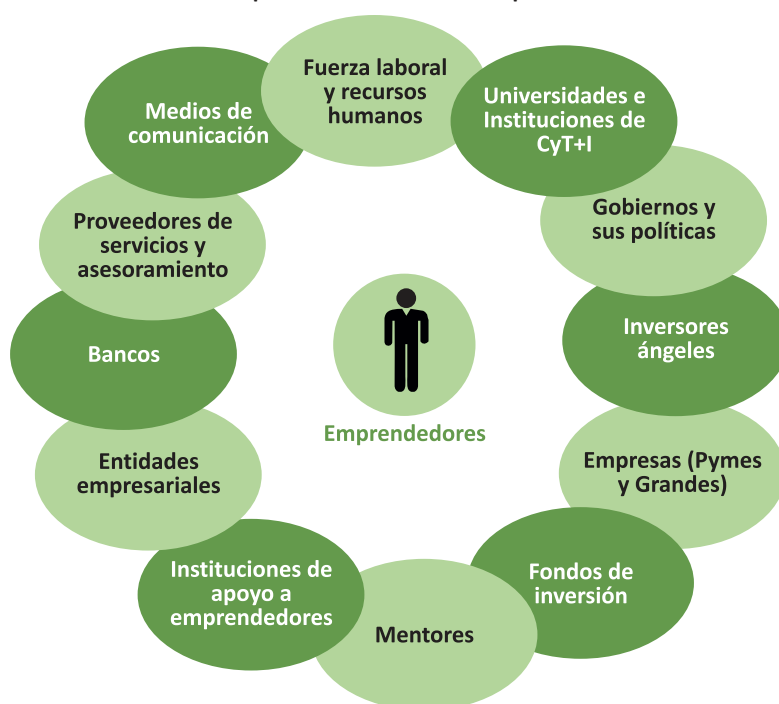 Fuerza laboral
y recursos
humanos
Universidades e
Instituciones de
CyT+I
Gobiernos y
sus políticas
Inversores
ángeles
Empresas (Pymes
y Grandes)
Fondos de
inversión
Mentores
Instituciones de
apoyo a
emprendedores
Entidades
empresariales
Bancos
Proveedores de
servicios y
asesoramiento
Medios de
comunicación
Emprendedores